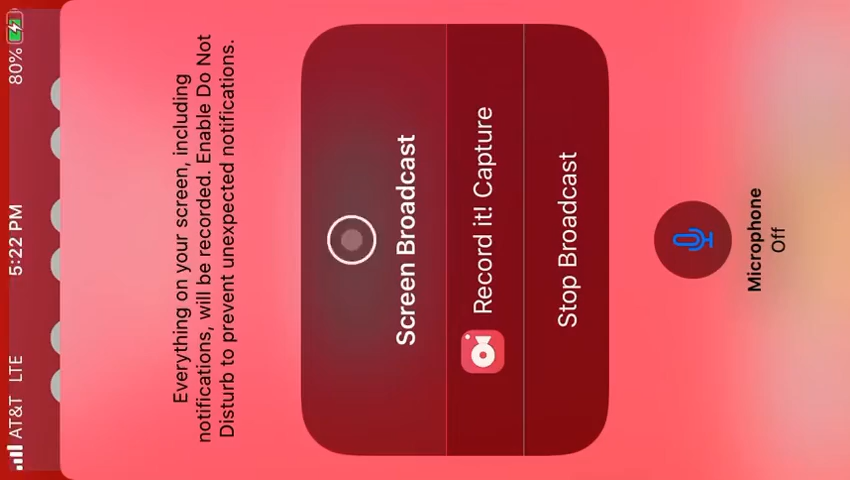 AT&T LTE 5:22 PM 80%
Everything on your screen, including
notifications, will be recorded. Enable Do Not
Disturb to prevent unexpected notifications.
Screen Broadcast
Record it! Capture
Stop Broadcast
Microphone
Off